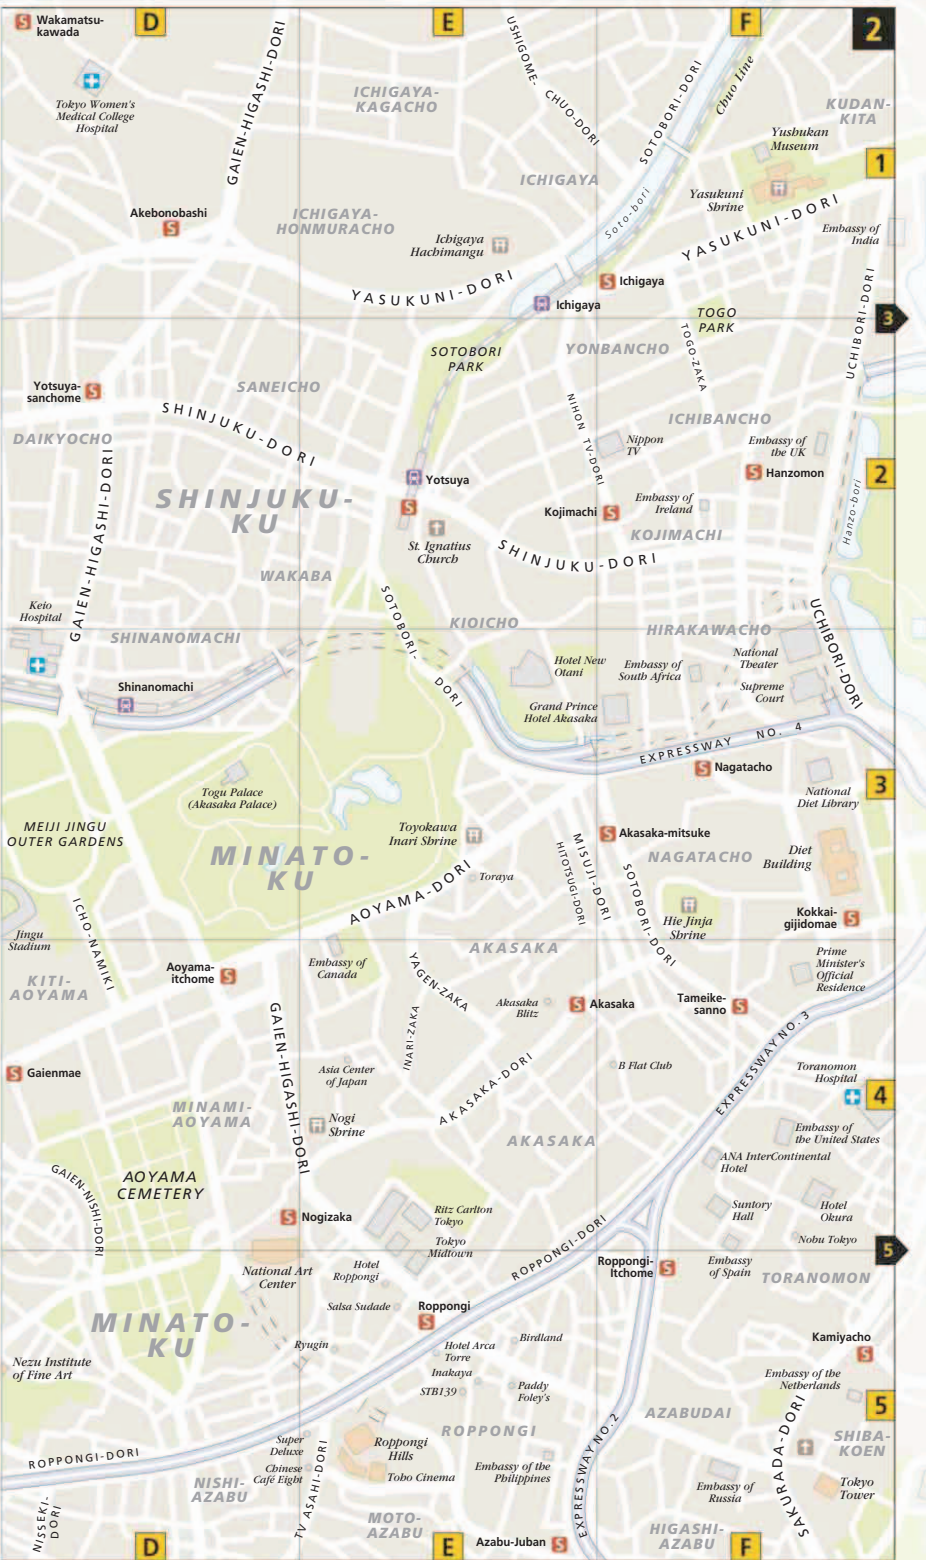 S
Wakamatsu-
kawada
D
E
F
2
Tokyo Women's
Medical College
Hospital
GAIEN-HIGASHI-DORI
ICHIGAYA-
KAGACHO
USHIGOME-
CHUO-DORI
SOTOBORI-DORI
Chuo Line
KUDAN-
KITA
Yushukan
Museum
1
ICHIGAYA
Yasukuni
Shrine
Akebonobashi
S
ICHIGAYA-
HONMURACHO
Ichigaya
Hachimangu
Soto-bori
YASUKUNI-DORI
Embassy of
India
S
Ichigaya
YASUKUNI-DORI
Ichigaya
UCHIBORI-DORI
3
TOGO
PARK
TOGO-ZAKA
SOTOBORI
PARK
YONBANCHO
Yotsuya-
sanchome
S
SANEICHO
SHINJUKU-DORI
NIHON TV-DORI
ICHIBANCHO
DAIKYOCHO
Nippon
TV
Embassy of
the UK
S
Hanzomon
2
GAIEN-HIGASHI-DORI
Yotsuya
S
SHINJUKU-
KU
Kojimachi
S
Embassy of
Ireland
Hanzo-bori
St. Ignatius
Church
SHINJUKU-DORI
KOJIMACHI
WAKABA
SOTOBORI-
DORI
KIOICHO
UCHIBORI-DORI
Keio
Hospital
SHINANOMACHI
HIRAKAWACHO
National
Theater
Hotel New
Otani
Embassy of
South Africa
Supreme
Court
Shinanomachi
Grand Prince
Hotel Akasaka
EXPRESSWAY NO. 4
S
Nagatacho
3
Togu Palace
(Akasaka Palace)
National
Diet Library
MEIJI JINGU
OUTER GARDENS
Toyokawa
Inari Shrine
S
Akasaka-mitsuke
MINATO-
KU
MISUJI-DORI
HITOTSUGI-DORI
SOTOBORI-DORI
NAGATACHO
Diet
Building
AOYAMA-DORI
Toraya
ICHO-NAMIKI
Hie Jinja
Shrine
Kokkai-
gijidomae
S
Jingu
Stadium
AKASAKA
KITI-
AOYAMA
Aoyama-
itchome
S
Embassy of
Canada
YAGEN-ZAKA
Prime
Minister's
Official
Residence
Akasaka
Blitz
S
Akasaka
Tameike-
sanno
S
GAIEN-HIGASHI-DORI
INARI-ZAKA
EXPRESSWAY NO. 3
S
Gaienmae
Asia Center
of Japan
AKASAKA-DORI
B Flat Club
Toranomon
Hospital
4
MINAMI-
AOYAMA
Nogi
Shrine
AKASAKA
Embassy of
the United States
ANA InterContinental
Hotel
GAIEN-NISHI-DORI
AOYAMA
CEMETERY
S
Nogizaka
Ritz Carlton
Tokyo
Suntory
Hall
Hotel
Okura
Tokyo
Midtown
ROPPONGI-DORI
Nobu Tokyo
5
National Art
Center
Hotel
Roppongi
Roppongi-
Itchome
S
Embassy
of Spain
TORANOMON
Salsa Sudade
Roppongi
S
MINATO-
KU
Ryugin
Hotel Arca
Torre
Birdland
Kamiyacho
S
Nezu Institute
of Fine Art
Inakaya
STB139
Paddy
Foley's
Embassy of the
Netherlands
5
AZABUDAI
ROPPONGI
EXPRESSWAY NO. 2
SAKURADA-DORI
SHIBA-
KOEN
ROPPONGI-DORI
Super
Deluxe
Chinese
Café Eight
TV ASAHI-DORI
Roppongi
Hills
Toho Cinema
Embassy of the
Philippines
NISHI-
AZABU
Embassy of
Russia
Tokyo
Tower
NISSEKI-
DORI
MOTO-
AZABU
HIGASHI-
AZABU
Azabu-Juban
S
D
E
F